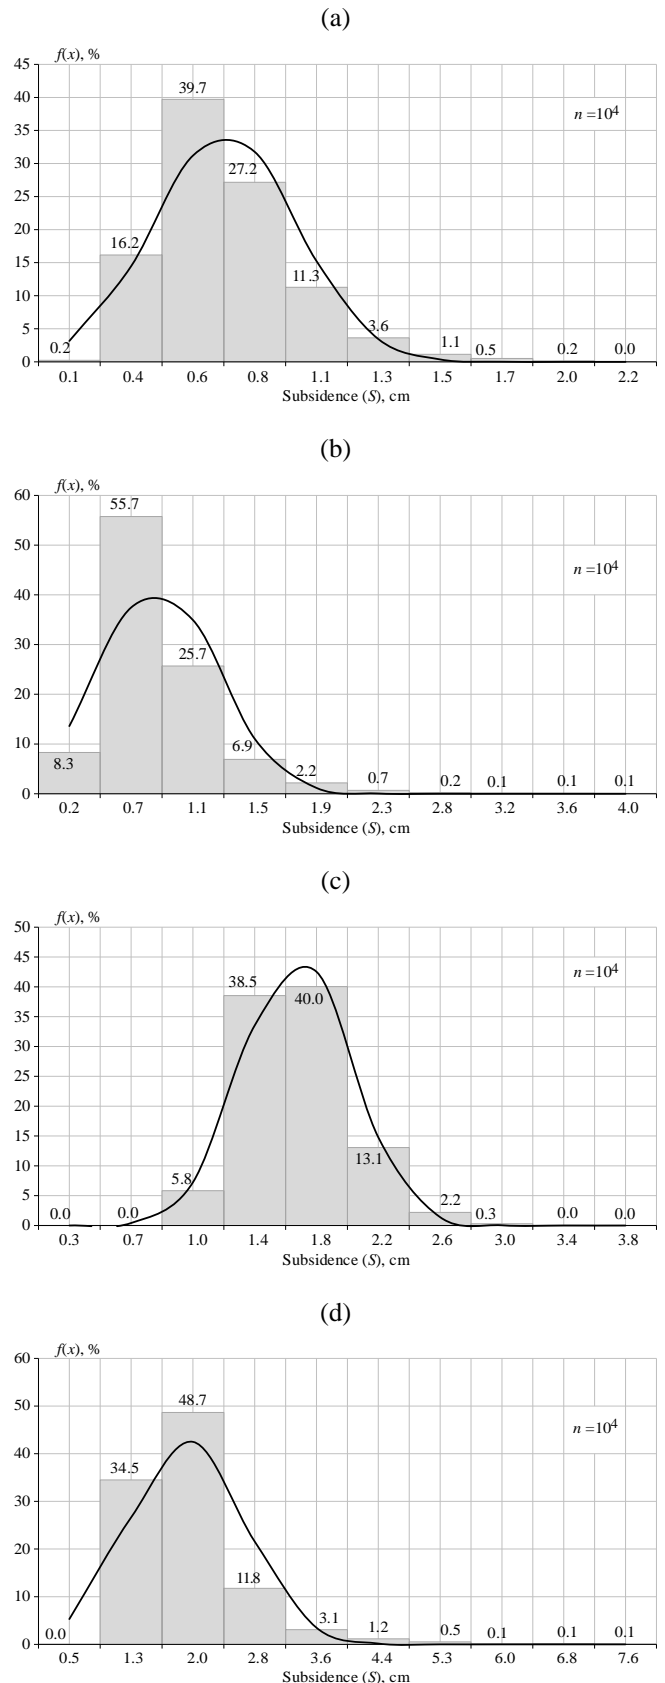 (a)
f(x), %
45
40
35
30
25
20
15
10
5
0
0.2 16.2 39.7 27.2 11.3 3.6 1.1 0.5 0.2 0.0
n =10⁴
0.1 0.4 0.6 0.8 1.1 1.3 1.5 1.7 2.0 2.2
Subsidence (S), cm
(b)
f(x), %
60
50
40
30
20
10
0
8.3 55.7 25.7 6.9 2.2 0.7 0.2 0.1 0.1 0.1
n =10⁴
0.2 0.7 1.1 1.5 1.9 2.3 2.8 3.2 3.6 4.0
Subsidence (S), cm
(c)
f(x), %
50
45
40
35
30
25
20
15
10
5
0
0.0 0.0 5.8 38.5 40.0 13.1 2.2 0.3 0.0 0.0
n =10⁴
0.3 0.7 1.0 1.4 1.8 2.2 2.6 3.0 3.4 3.8
Subsidence (S), cm
(d)
f(x), %
60
50
40
30
20
10
0
0.0 34.5 48.7 11.8 3.1 1.2 0.5 0.1 0.1 0.1
n =10⁴
0.5 1.3 2.0 2.8 3.6 4.4 5.3 6.0 6.8 7.6
Subsidence (S), cm